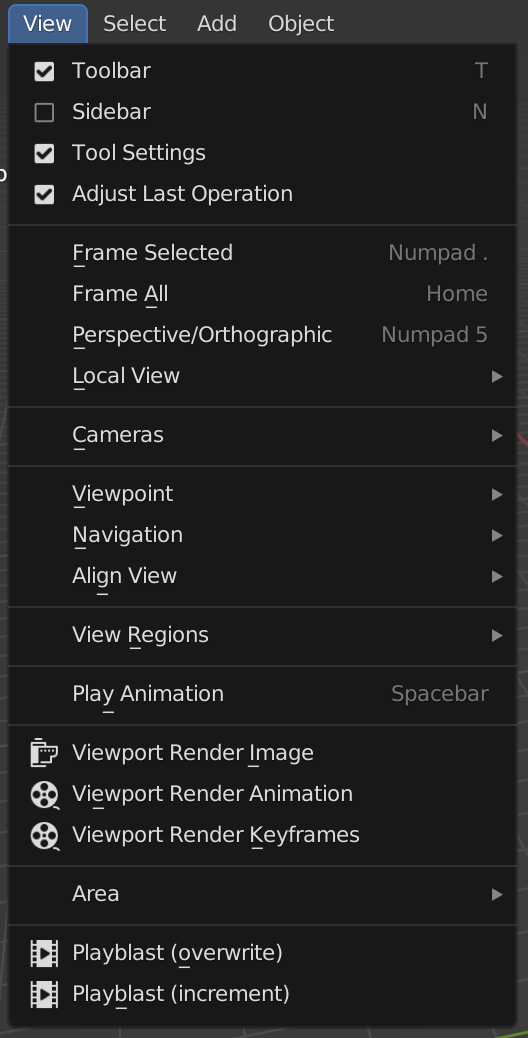 View Select Add Object
Toolbar T
Sidebar N
Tool Settings
Adjust Last Operation
Frame Selected Numpad .
Frame All Home
Perspective/Orthographic Numpad 5
Local View
Cameras
Viewpoint
Navigation
Align View
View Regions
Play Animation Spacebar
Viewport Render Image
Viewport Render Animation
Viewport Render Keyframes
Area
Playblast (overwrite)
Playblast (increment)